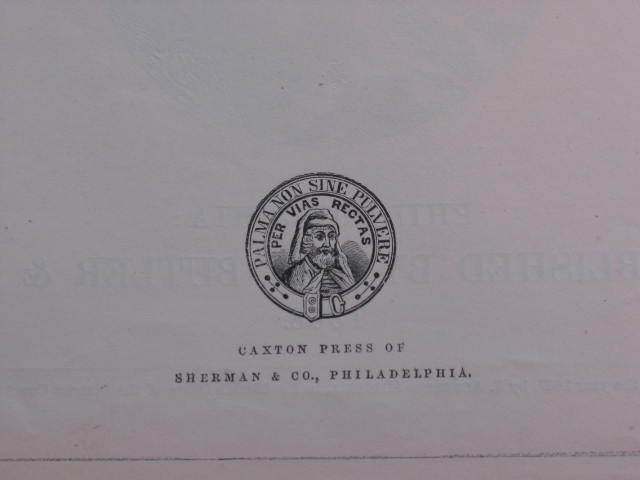 PALMA NON SINE PULVERE
PER VIAS RECTAS
CAXTON PRESS OF
SHERMAN & CO., PHILADELPHIA.